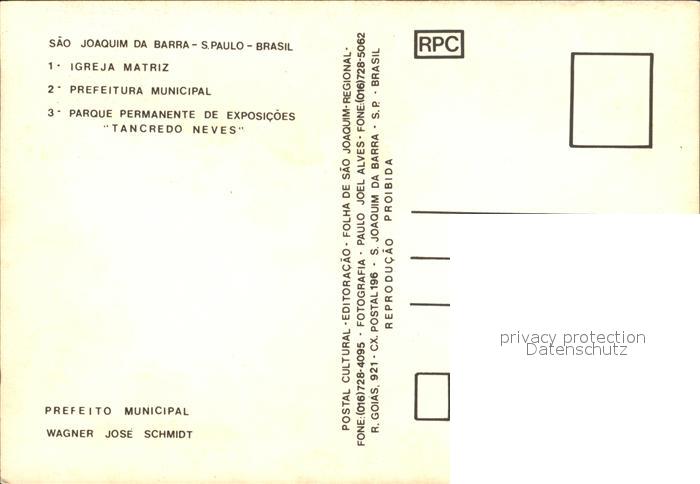 SÃO JOAQUIM DA BARRA - S.PAULO - BRASIL
1 - IGREJA MATRIZ
2 - PREFEITURA MUNICIPAL
3 - PARQUE PERMANENTE DE EXPOSIÇÕES
"TANCREDO NEVES"
PREFEITO MUNICIPAL
WAGNER JOSÉ SCHMIDT
POSTAL CULTURAL - EDITORAÇÃO - FOLHA DE SÃO JOAQUIM-REGIONAL -
FONE:(016)728-4095 - FOTOGRAFIA - PAULO JOEL ALVES - FONE:(016)728-5062
R. GOIÁS, 921 - CX. POSTAL 196 - S. JOAQUIM DA BARRA - S.P. - BRASIL
REPRODUÇÃO PROIBIDA
RPC
privacy protection
Datenschutz